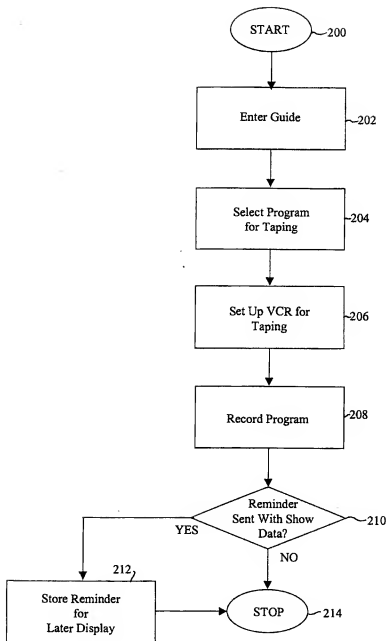 START
200
Enter Guide
202
Select Program
for Taping
204
Set Up VCR for
Taping
206
Record Program
208
Reminder
Sent With Show
Data?
210
YES
NO
212
Store Reminder
for
Later Display
STOP
214